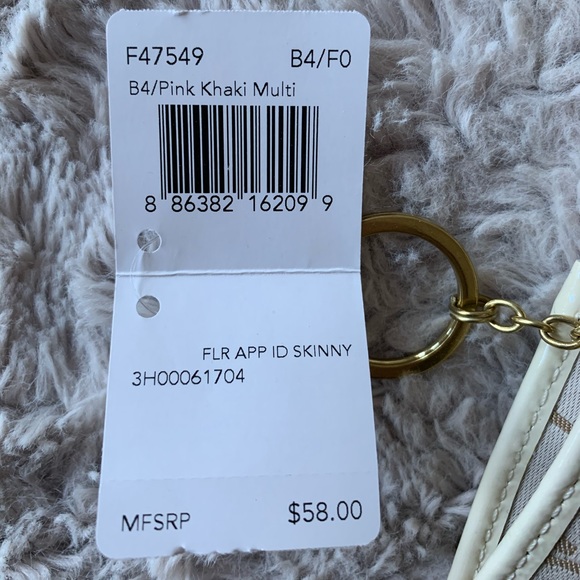 F47549 B4/F0
B4/Pink Khaki Multi
8 86382 16209 9
FLR APP ID SKINNY
3H00061704
MFSRP $58.00